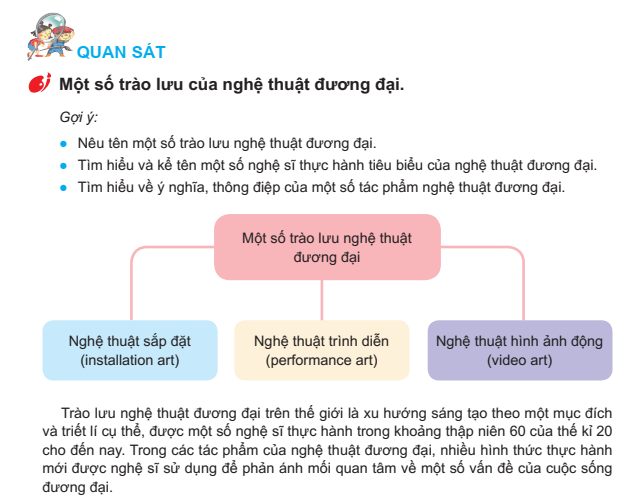 QUAN SÁT
Một số trào lưu của nghệ thuật đương đại.
Gợi ý:
● Nêu tên một số trào lưu nghệ thuật đương đại.
● Tìm hiểu và kể tên một số nghệ sĩ thực hành tiêu biểu của nghệ thuật đương đại.
● Tìm hiểu về ý nghĩa, thông điệp của một số tác phẩm nghệ thuật đương đại.
Một số trào lưu nghệ thuật
đương đại
Nghệ thuật sắp đặt
(installation art)
Nghệ thuật trình diễn
(performance art)
Nghệ thuật hình ảnh động
(video art)
Trào lưu nghệ thuật đương đại trên thế giới là xu hướng sáng tạo theo một mục đích
và triết lí cụ thể, được một số nghệ sĩ thực hành trong khoảng thập niên 60 của thế kỉ 20
cho đến nay. Trong các tác phẩm của nghệ thuật đương đại, nhiều hình thức thực hành
mới được nghệ sĩ sử dụng để phản ánh mối quan tâm về một số vấn đề của cuộc sống
đương đại.